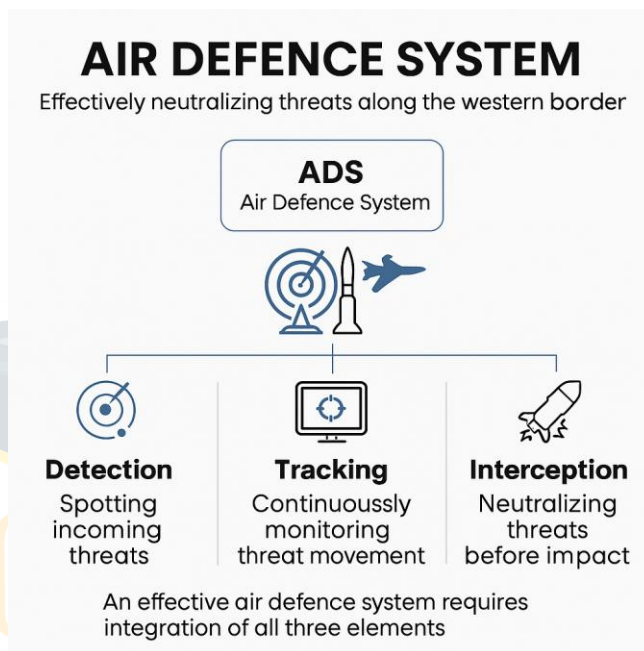 AIR DEFENCE SYSTEM
Effectively neutralizing threats along the western border
ADS
Air Defence System
Detection
Spotting
incoming
threats
Tracking
Continuoussly
monitoring
threat movement
Interception
Neutralizing
threats
before impact
An effective air defence system requires
integration of all three elements